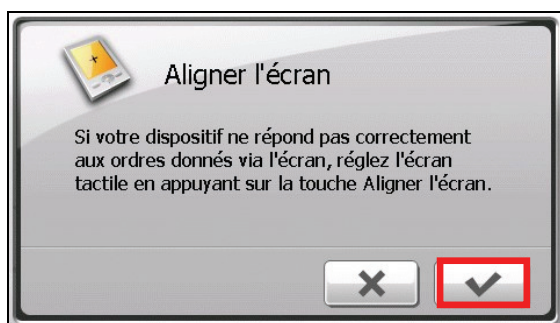 Aligner l'écran
Si votre dispositif ne répond pas correctement
aux ordres donnés via l'écran, réglez l'écran
tactile en appuyant sur la touche Aligner l'écran.